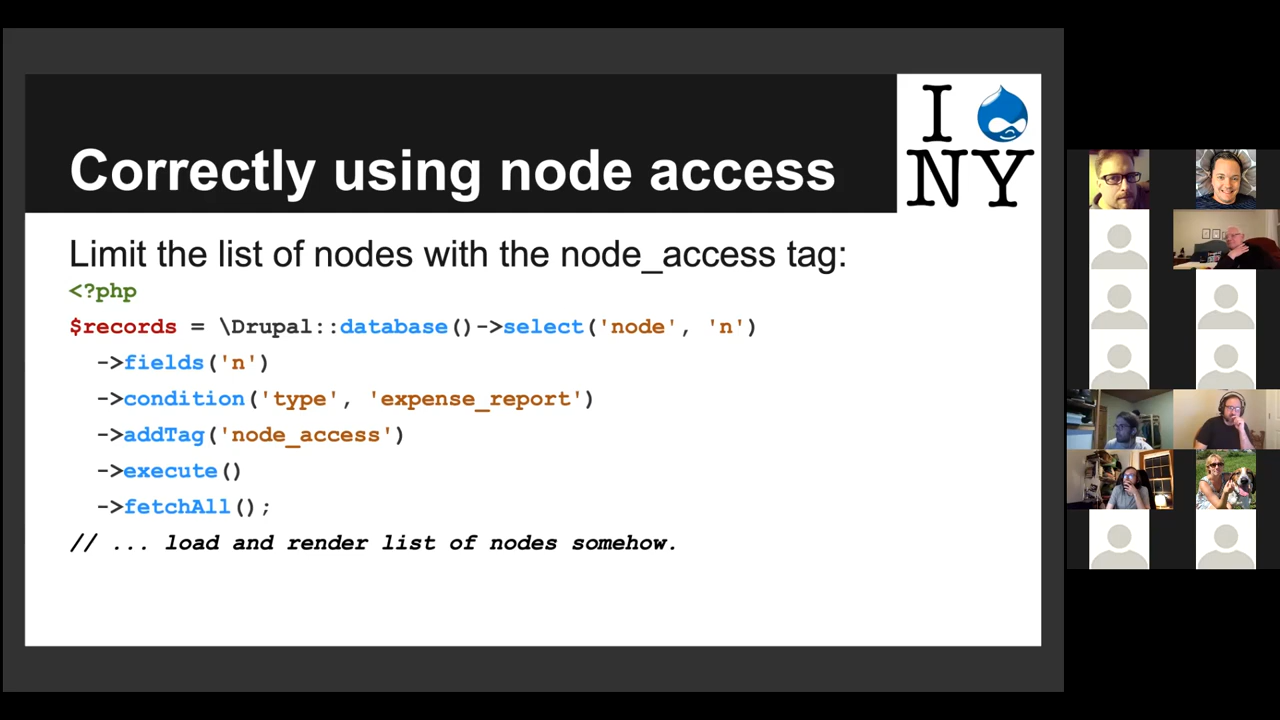 I
NY
Correctly using node access
Limit the list of nodes with the node_access tag:
<?php
$records = \Drupal::database()->select('node', 'n')
->fields('n')
->condition('type', 'expense_report')
->addTag('node_access')
->execute()
->fetchAll();
// ... load and render list of nodes somehow.